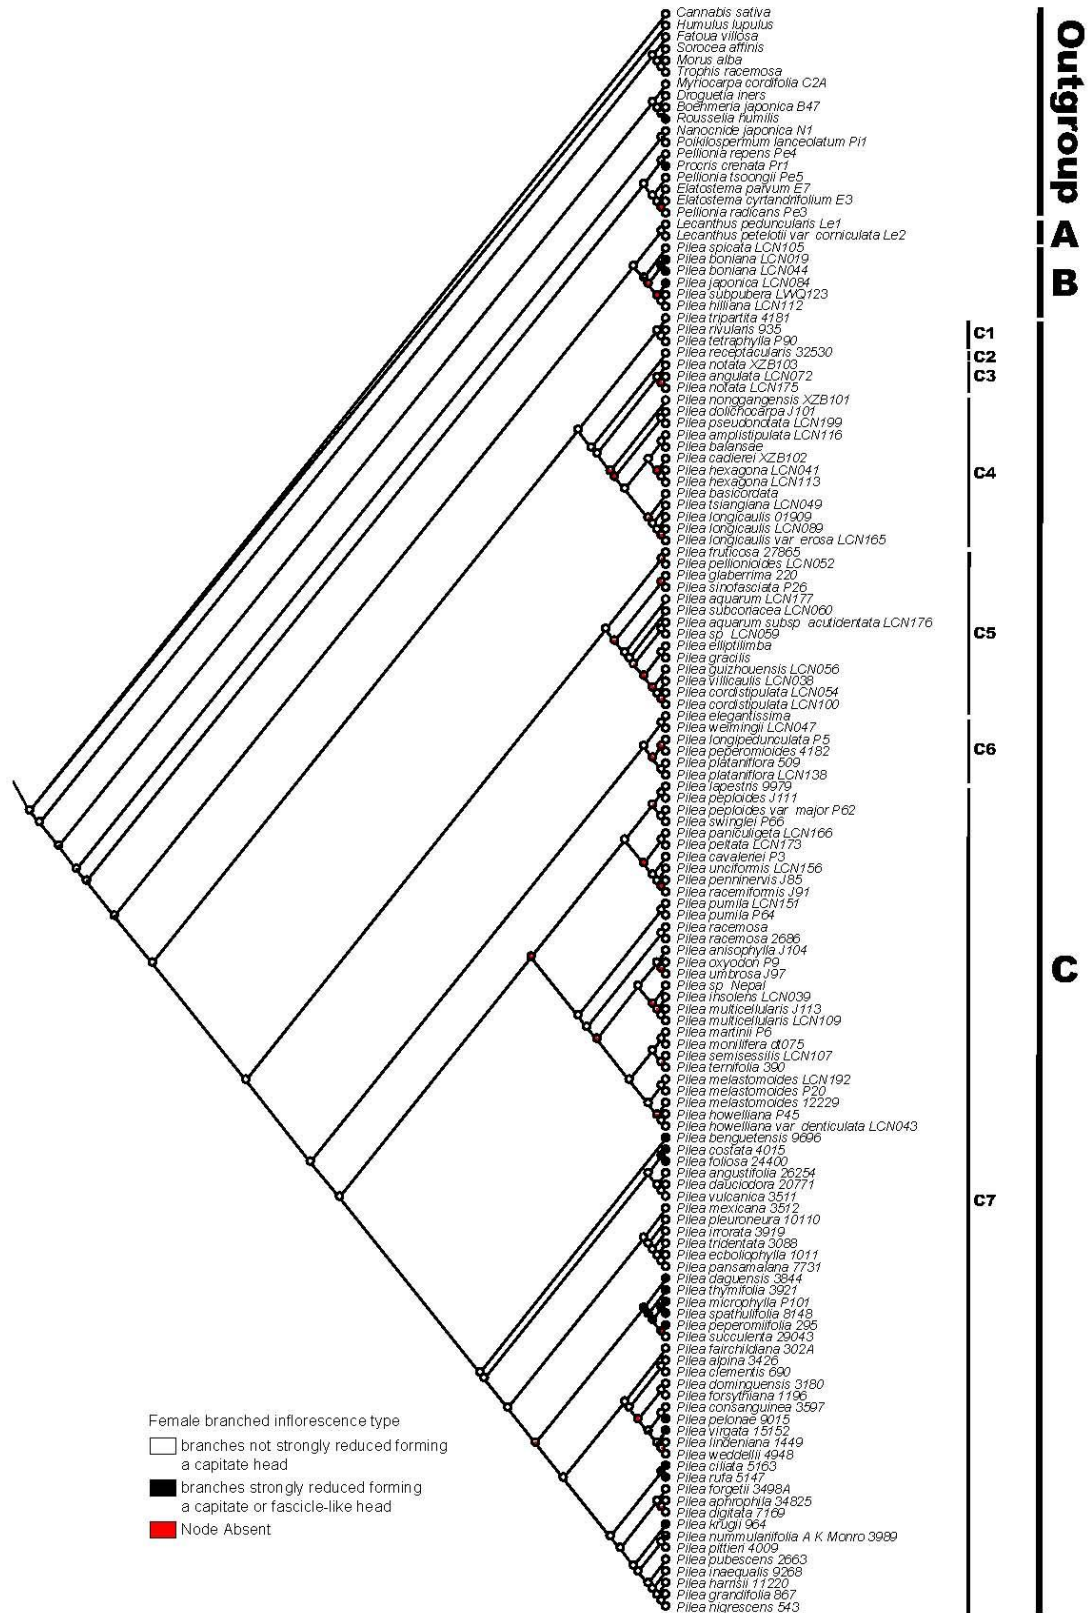 Cannabis sativa
Humulus lupulus
Fatoua villosa
Sorocea affinis
Morus alba
Trophis racemosa
Myriocarpa cordifolia C2A
Droguetia iners
Boehmeria japonica B47
Rousselia humilis
Nanocnide japonica N1
Poikilospermum lanceolatum Pi1
Pellionia repens Pe4
Procris crenata Pr1
Pellionia tsoongii Pe5
Elatostema parvum E7
Elatostema cyrtandrifolium E3
Pellionia radicans Pe3
Outgroup
Lecanthus peduncularis Le1
Lecanthus petelotii var corniculata Le2
A
Pilea spicata LCN105
Pilea boniana LCN019
Pilea boniana LCN044
Pilea japonica LCN084
Pilea subpubera LWQ123
Pilea hilliana LCN112
B
Pilea tripartita 4181
Pilea rivularis 935
Pilea tetraphylla P90
C1
Pilea receptacularis 32530
C2
Pilea notata XZB103
Pilea angulata LCN072
Pilea notata LCN175
C3
Pilea nonggangensis XZB101
Pilea dolichocarpa J101
Pilea pseudonotata LCN199
Pilea amplistipulata LCN116
Pilea balansae
Pilea cadierei XZB102
Pilea hexagona LCN041
Pilea hexagona LCN113
Pilea basicordata
Pilea tsiangiana LCN049
Pilea longicaulis 01909
Pilea longicaulis LCN089
Pilea longicaulis var erosa LCN165
C4
Pilea fruticosa 27865
Pilea pellionioides LCN052
Pilea glaberrima 220
Pilea sinofasciata P26
Pilea aquarum LCN177
Pilea subcoriacea LCN060
Pilea aquarum subsp acutidentata LCN176
Pilea sp LCN059
Pilea elliptilimba
Pilea gracilis
Pilea guizhouensis LCN056
Pilea villicaulis LCN038
Pilea cordistipulata LCN054
Pilea cordistipulata LCN100
C5
Pilea elegantissima
Pilea weimingii LCN047
Pilea longipedunculata P5
Pilea peperomioides 4182
Pilea plataniflora 509
Pilea plataniflora LCN138
C6
Pilea lapestris 9979
Pilea peploides J111
Pilea peploides var major P62
Pilea swinglei P66
Pilea paniculigeta LCN166
Pilea peltata LCN173
Pilea cavaleriei P3
Pilea unciformis LCN156
Pilea penninervis J85
Pilea racemiformis J91
Pilea pumila LCN151
Pilea pumila P64
Pilea racemosa
Pilea racemosa 2686
Pilea anisophylla J104
Pilea oxyodon P9
Pilea umbrosa J97
Pilea sp Nepal
Pilea insolens LCN039
Pilea multicellularis J113
Pilea multicellularis LCN109
Pilea martinii P6
Pilea monilifera dt075
Pilea semisessilis LCN107
Pilea ternifolia 390
Pilea melastomoides LCN192
Pilea melastomoides P20
Pilea melastomoides 12229
Pilea howelliana P45
Pilea howelliana var denticulata LCN043
Pilea benguetensis 9696
Pilea costata 4015
Pilea foliosa 24400
Pilea angustifolia 26254
Pilea dauciodora 20771
Pilea vulcanica 3511
Pilea mexicana 3512
Pilea pleuroneura 10110
Pilea irrorata 3919
Pilea tridentata 3088
Pilea ecboliophylla 1011
Pilea pansamalana 7731
Pilea daguensis 3844
Pilea thymifolia 3921
Pilea microphylla P101
Pilea spathulifolia 8148
Pilea peperomiifolia 295
Pilea succulenta 29043
Pilea fairchildiana 302A
Pilea alpina 3426
Pilea clementis 690
Pilea dominguensis 3180
Pilea forsythiana 1196
Pilea consanguinea 3597
Pilea pelonae 9015
Pilea virgata 15152
Pilea lindeniana 1449
Pilea weddellii 4948
Pilea ciliata 5163
Pilea rufa 5147
Pilea forgetii 3498A
Pilea aphrophila 34825
Pilea digitata 7169
Pilea krugii 964
Pilea nummulariifolia A K Monro 3989
Pilea pittieri 4009
Pilea pubescens 2663
Pilea inaequalis 9268
Pilea harrisii 11220
Pilea grandifolia 867
Pilea nigrescens 543
C7
C
Female branched inflorescence type
branches not strongly reduced forming
a capitate head
branches strongly reduced forming
a capitate or fascicle-like head
Node Absent